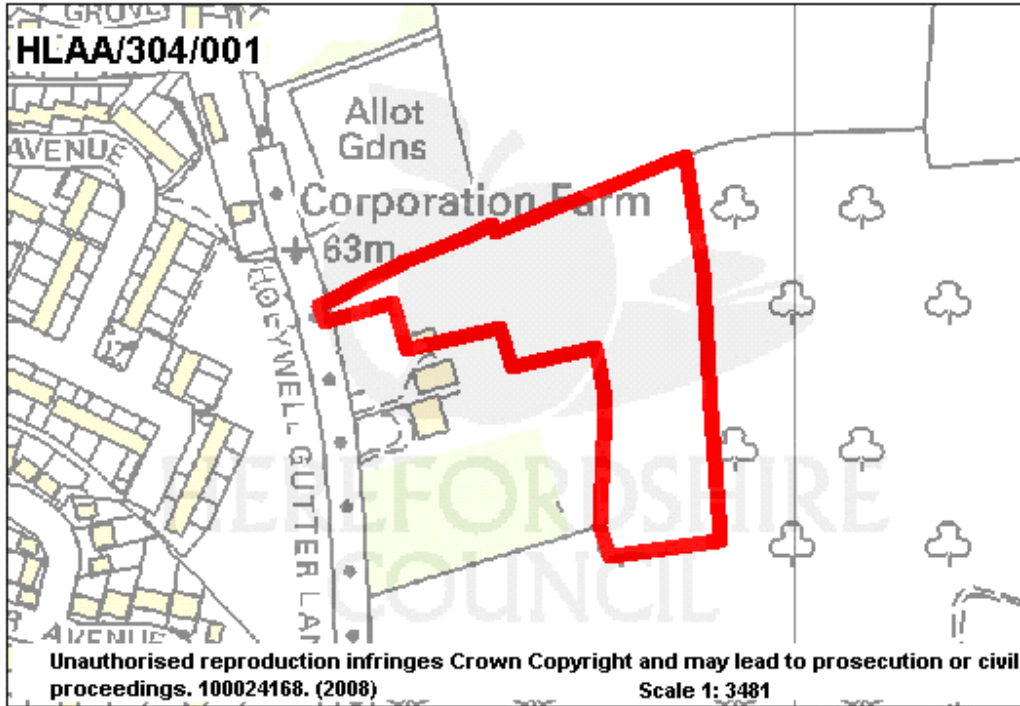 GROVE
HLAA/304/001
Allot
Gdns
AVENUE
Corporation Farm
63m
HOLYWELL GUTTER LAN
HEREFORDSHIRE
COUNCIL
AVENUE
Unauthorised reproduction infringes Crown Copyright and may lead to prosecution or civil
proceedings. 100024168. (2008)
Scale 1: 3481